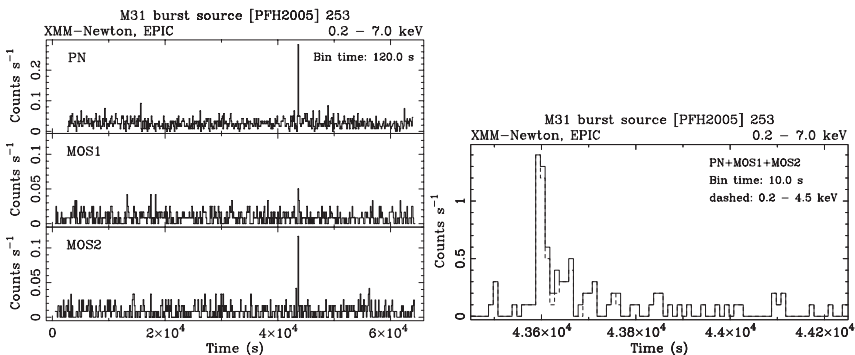 M31 burst source [PFH2005] 253
XMM-Newton, EPIC 0.2 - 7.0 keV
PN Bin time: 120.0 s
Counts s⁻¹
0.2
0.1
0
MOS1
Counts s⁻¹
0.1
0.05
0
MOS2
Counts s⁻¹
0.1
0.05
0
0 2×10⁴ 4×10⁴ 6×10⁴
Time (s)
M31 burst source [PFH2005] 253
XMM-Newton, EPIC 0.2 - 7.0 keV
PN+MOS1+MOS2
Bin time: 10.0 s
dashed: 0.2 - 4.5 keV
Counts s⁻¹
1
0.5
0
4.36×10⁴ 4.38×10⁴ 4.4×10⁴ 4.42×10⁴
Time (s)